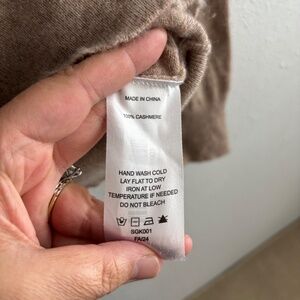 MADE IN CHINA
100% CASHMERE
HAND WASH COLD
LAY FLAT TO DRY
IRON AT LOW
TEMPERATURE IF NEEDED
DO NOT BLEACH
SGK001
FA/24